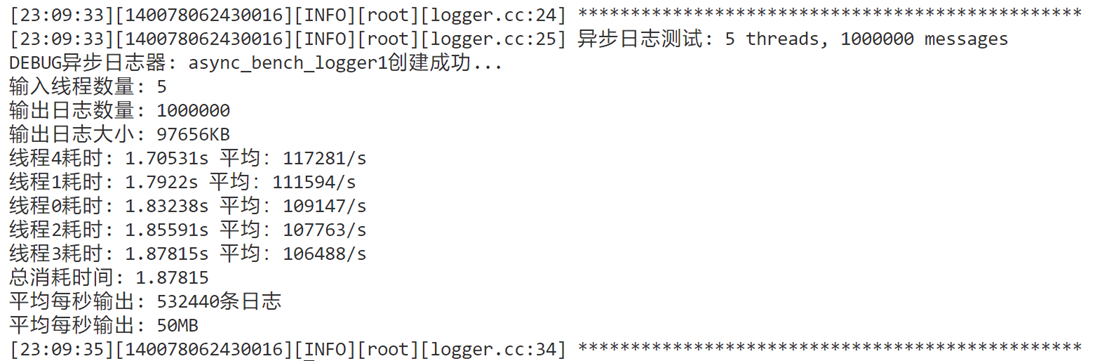 [23:09:33][140078062430016][INFO][root][logger.cc:24] ************************************************
[23:09:33][140078062430016][INFO][root][logger.cc:25] 异步日志测试: 5 threads, 1000000 messages
DEBUG异步日志器: async_bench_logger1创建成功...
输入线程数量: 5
输出日志数量: 1000000
输出日志大小: 97656KB
线程4耗时: 1.70531s 平均: 117281/s
线程1耗时: 1.7922s 平均: 111594/s
线程0耗时: 1.83238s 平均: 109147/s
线程2耗时: 1.85591s 平均: 107763/s
线程3耗时: 1.87815s 平均: 106488/s
总消耗时间: 1.87815
平均每秒输出: 532440条日志
平均每秒输出: 50MB
[23:09:35][140078062430016][INFO][root][logger.cc:34] ************************************************